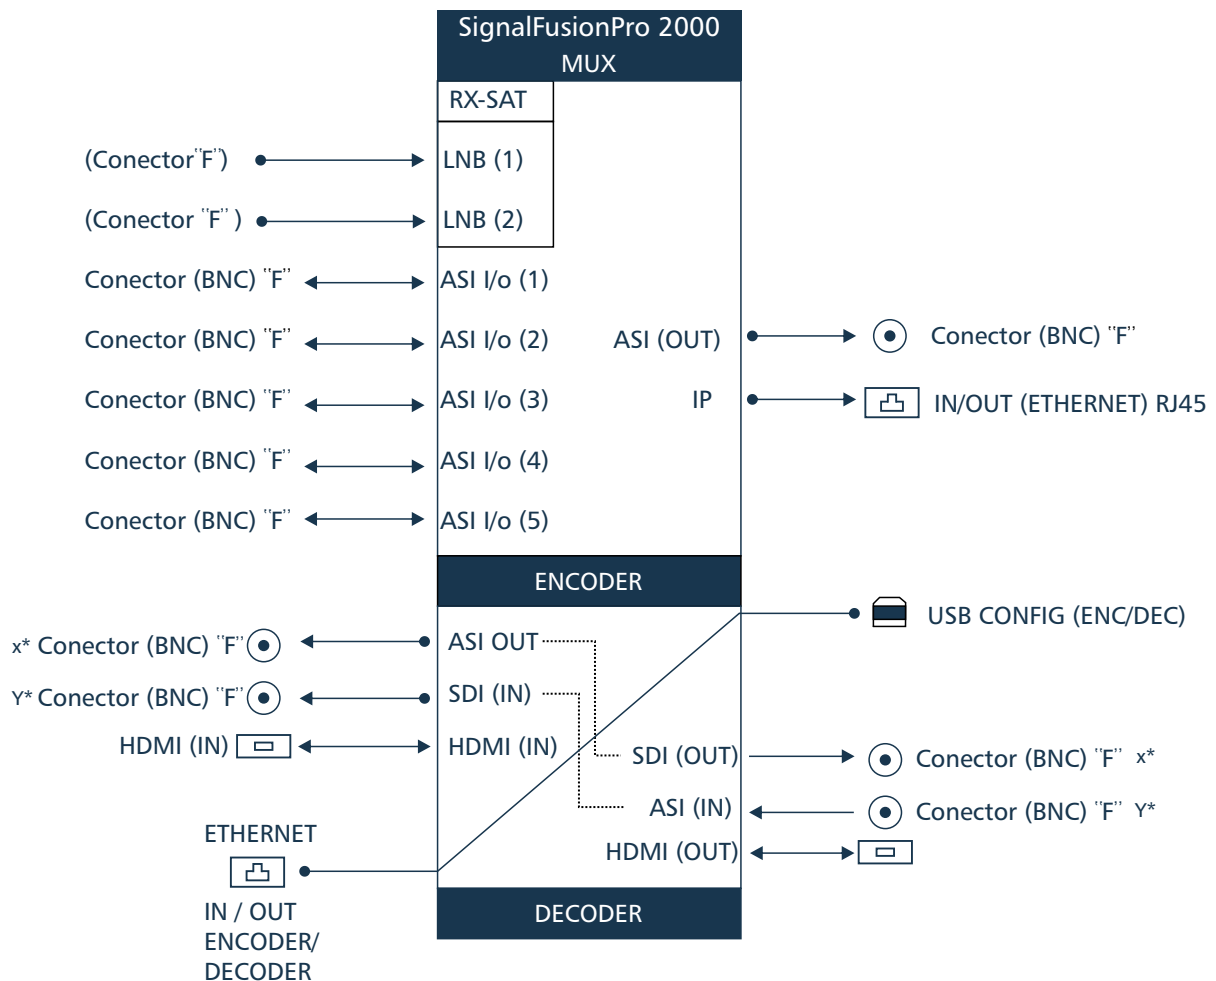 SignalFusionPro 2000
MUX
RX-SAT
(Conector “F”)
LNB (1)
(Conector “F” )
LNB (2)
Conector (BNC) “F”
ASI I/o (1)
Conector (BNC) “F”
ASI I/o (2)
ASI (OUT)
Conector (BNC) “F”
Conector (BNC) “F”
ASI I/o (3)
IP
IN/OUT (ETHERNET) RJ45
Conector (BNC) “F”
ASI I/o (4)
Conector (BNC) “F”
ASI I/o (5)
ENCODER
USB CONFIG (ENC/DEC)
x* Conector (BNC) “F”
ASI OUT
Y* Conector (BNC) “F”
SDI (IN)
HDMI (IN)
HDMI (IN)
SDI (OUT)
Conector (BNC) “F” x*
ASI (IN)
Conector (BNC) “F” Y*
HDMI (OUT)
ETHERNET
IN / OUT
ENCODER/
DECODER
DECODER